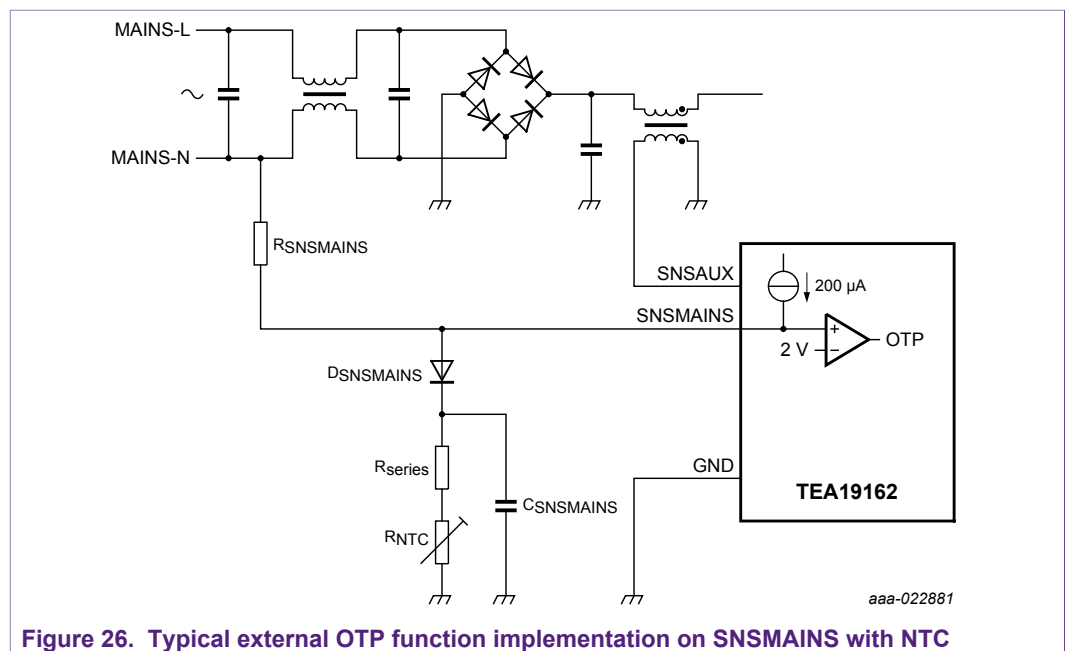 MAINS-L
MAINS-N
RSNSMAINS
SNSAUX
200 µA
SNSMAINS
+
2 V
−
OTP
DSNSMAINS
Rseries
GND
CSNSMAINS
TEA19162
RNTC
aaa-022881
Figure 26. Typical external OTP function implementation on SNSMAINS with NTC